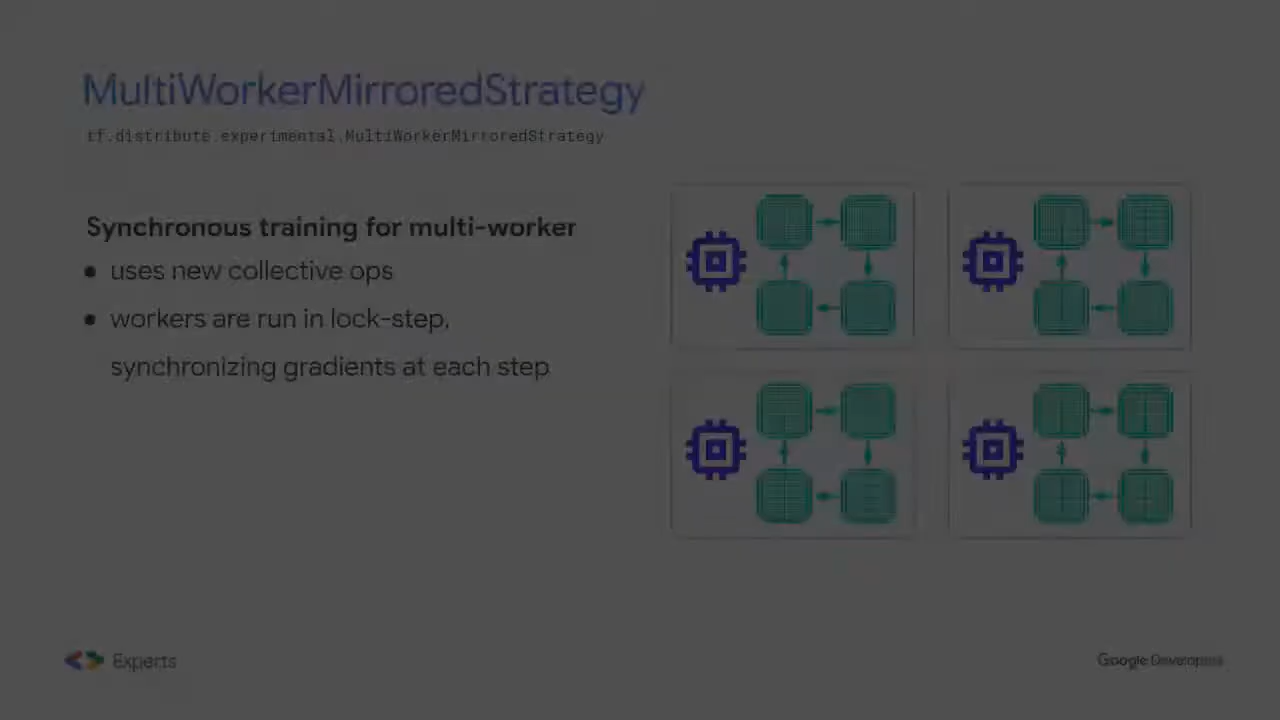 MultiWorkerMirroredStrategy
tf.distribute.experimental.MultiWorkerMirroredStrategy
Synchronous training for multi-worker
● uses new collective ops
● workers are run in lock-step,
synchronizing gradients at each step
Experts
Google Developers